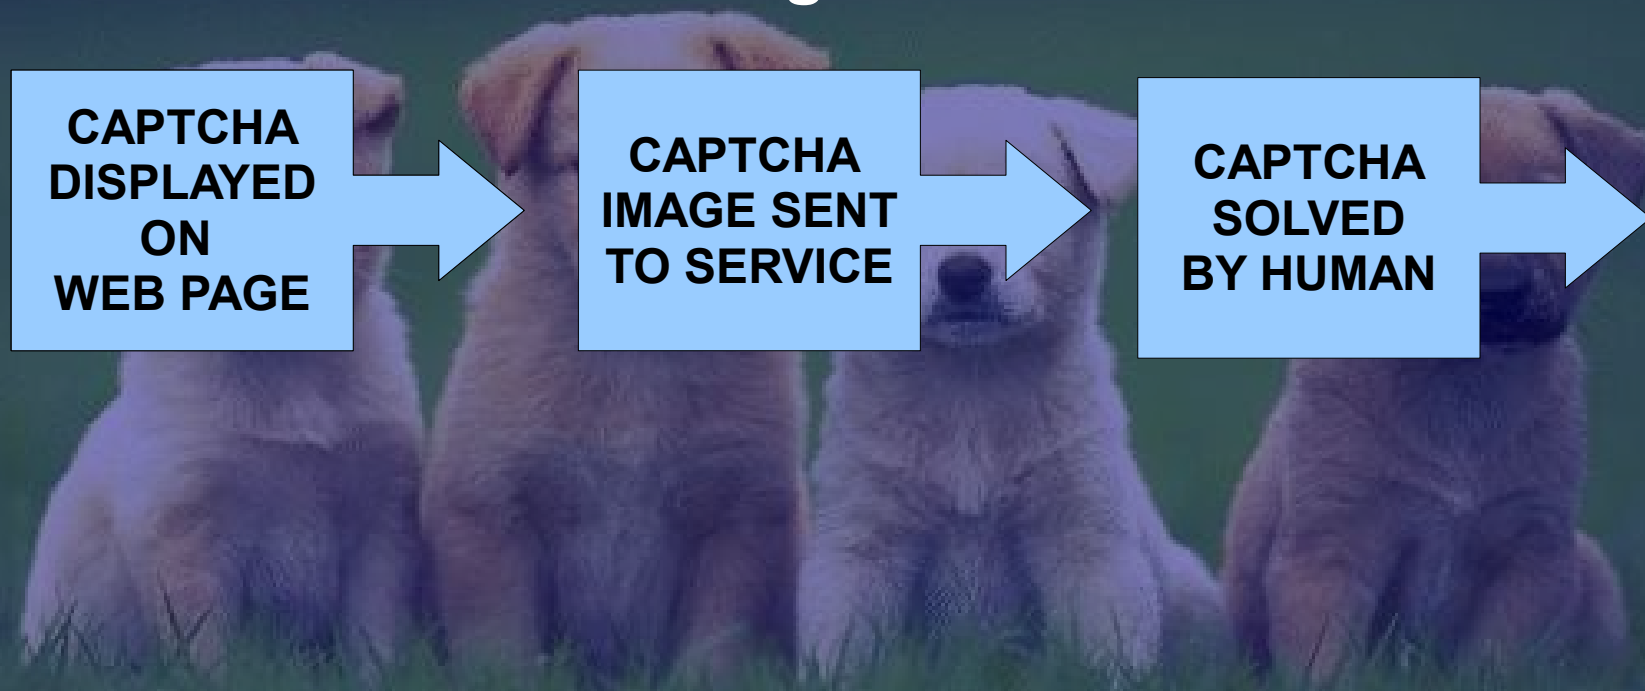 CAPTCHA
DISPLAYED
ON
WEB PAGE
CAPTCHA
IMAGE SENT
TO SERVICE
CAPTCHA
SOLVED
BY HUMAN